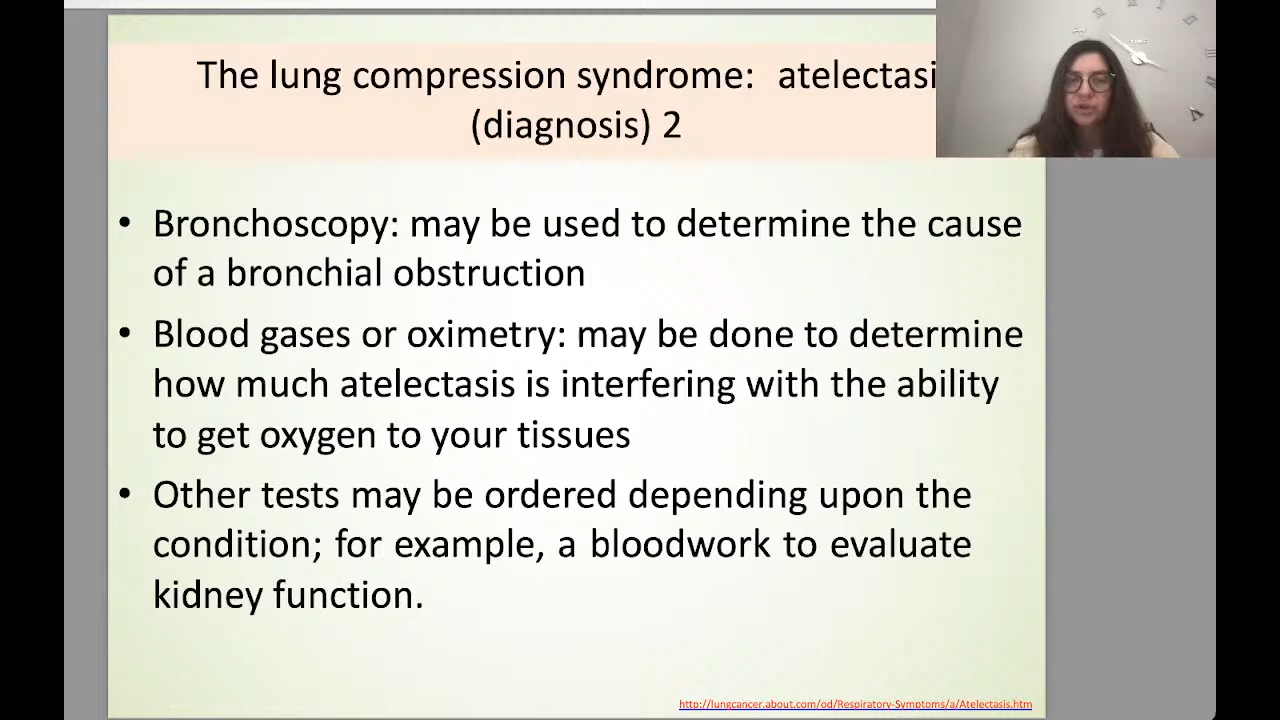 The lung compression syndrome: atelectasi
(diagnosis) 2
• Bronchoscopy: may be used to determine the cause
of a bronchial obstruction
• Blood gases or oximetry: may be done to determine
how much atelectasis is interfering with the ability
to get oxygen to your tissues
• Other tests may be ordered depending upon the
condition; for example, a bloodwork to evaluate
kidney function.
http://lungcancer.about.com/od/Respiratory-Symptoms/a/Atelectasis.htm